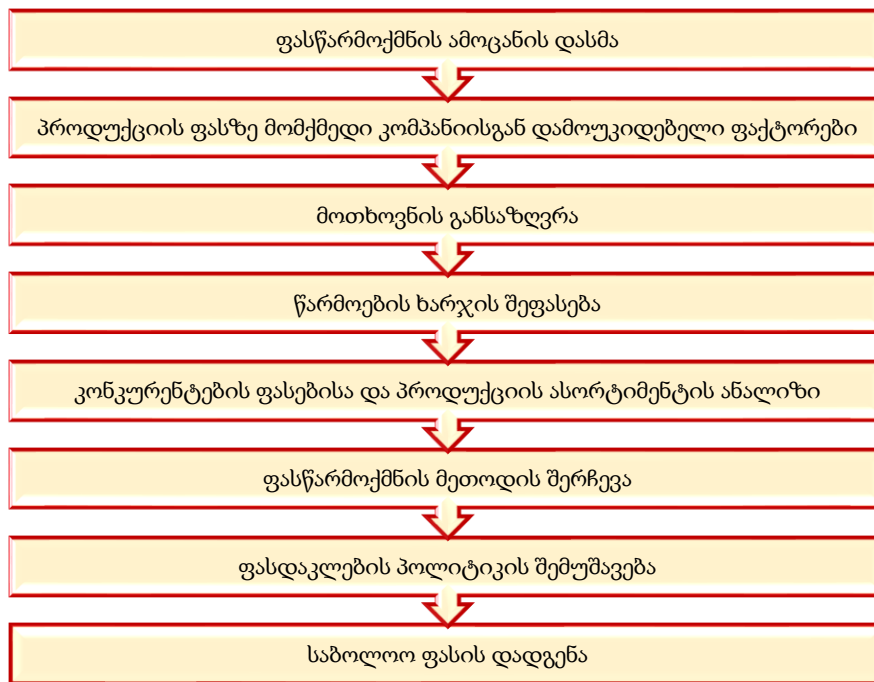 ფასწარმოქმნის ამოცანის დასმა
პროდუქციის ფასზე მომქმედი კომპანიისგან დამოუკიდებელი ფაქტორები
მოთხოვნის განსაზღვრა
წარმოების ხარჯის შეფასება
კონკურენტების ფასებისა და პროდუქციის ასორტიმენტის ანალიზი
ფასწარმოქმნის მეთოდის შერჩევა
ფასდაკლების პოლიტიკის შემუშავება
საბოლოო ფასის დადგენა